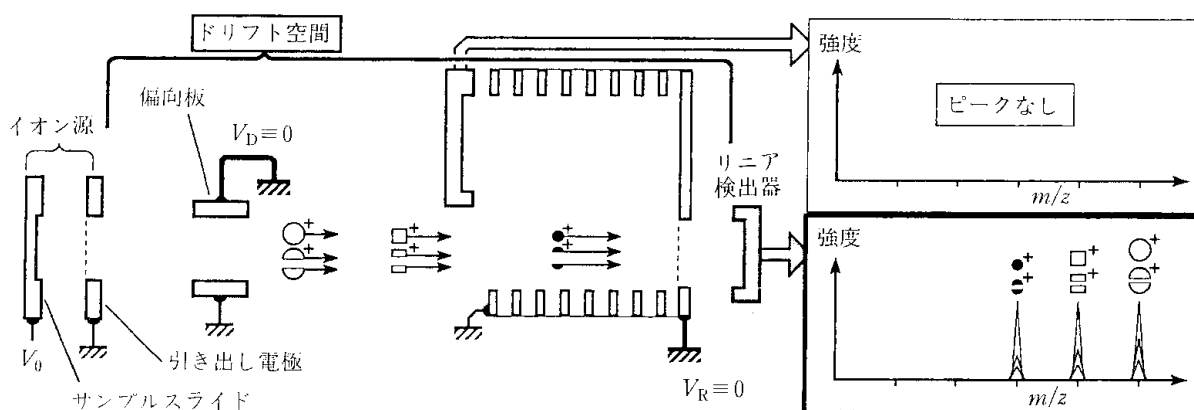 ドリフト空間
偏向板
イオン源
V_D≡0
リニア
検出器
強度
ピークなし
m/z
強度
m/z
V_0
引き出し電極
サンプルスライド
V_R≡0